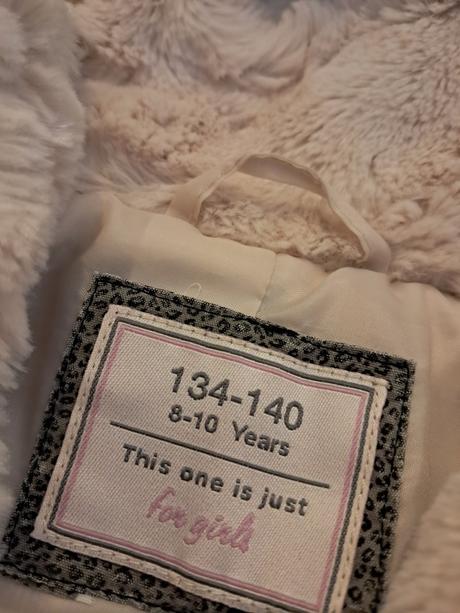 134-140
8-10 Years
This one is just
for girls